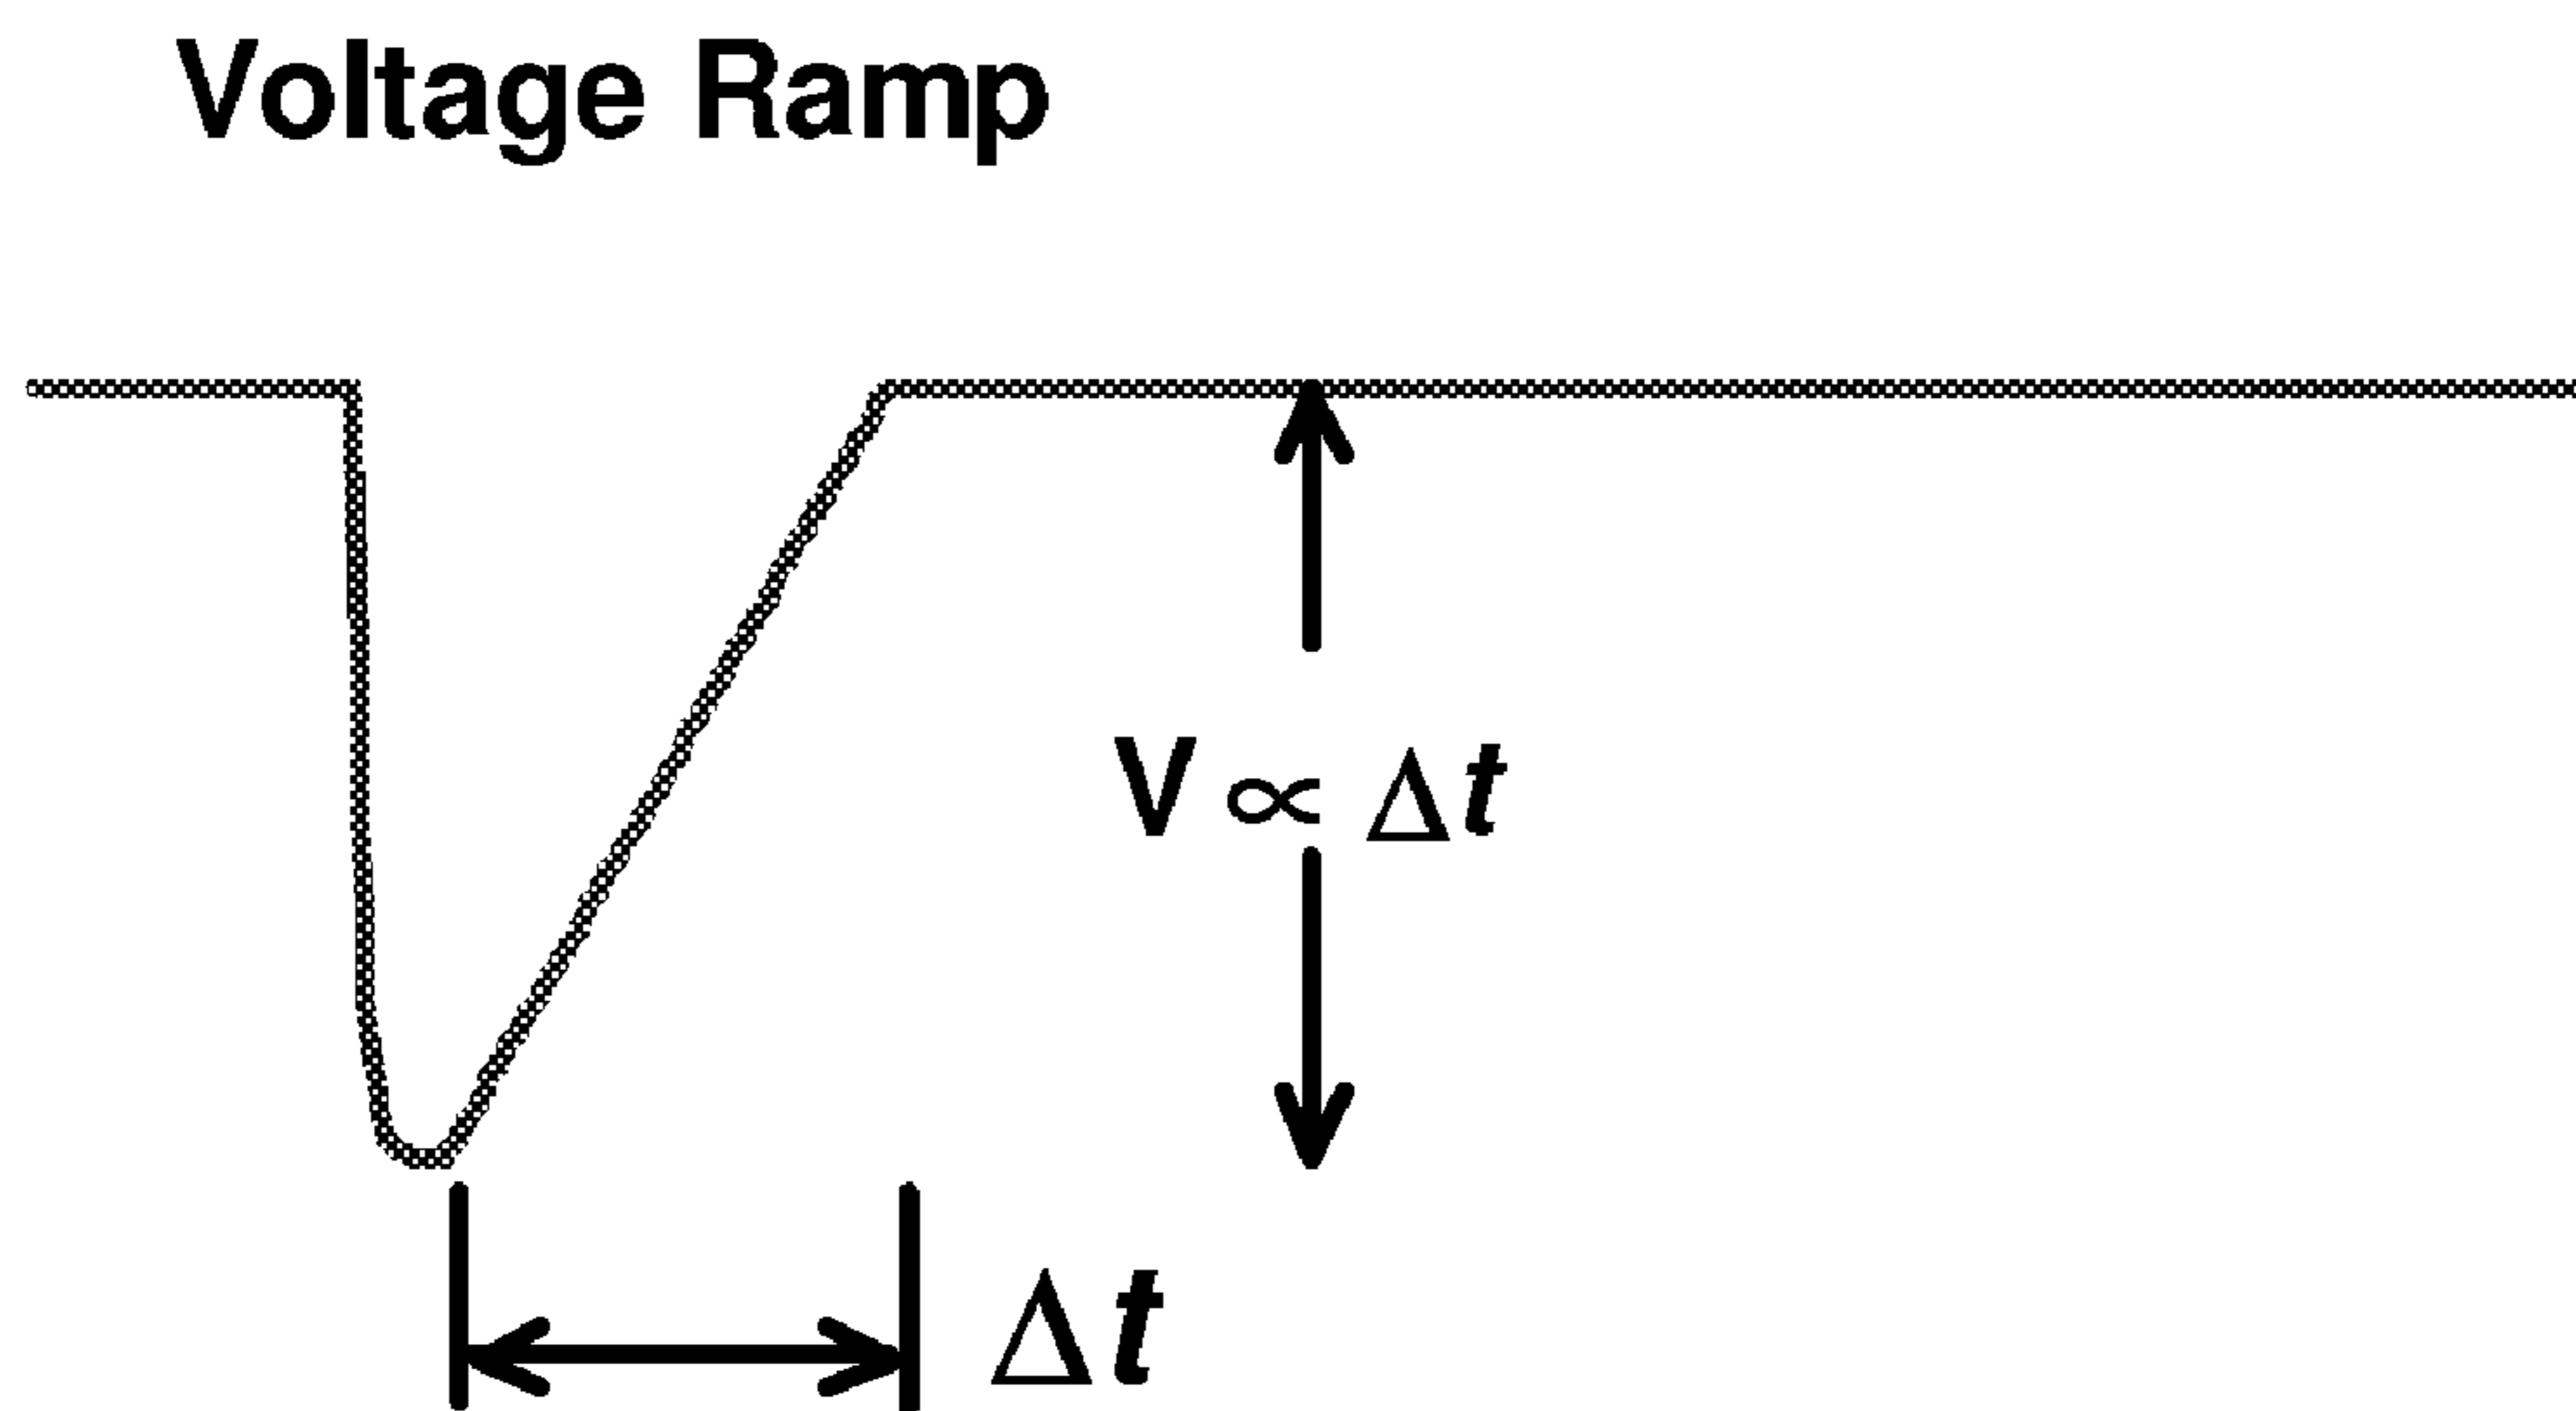 Voltage Ramp
V ∝ Δt
Δt